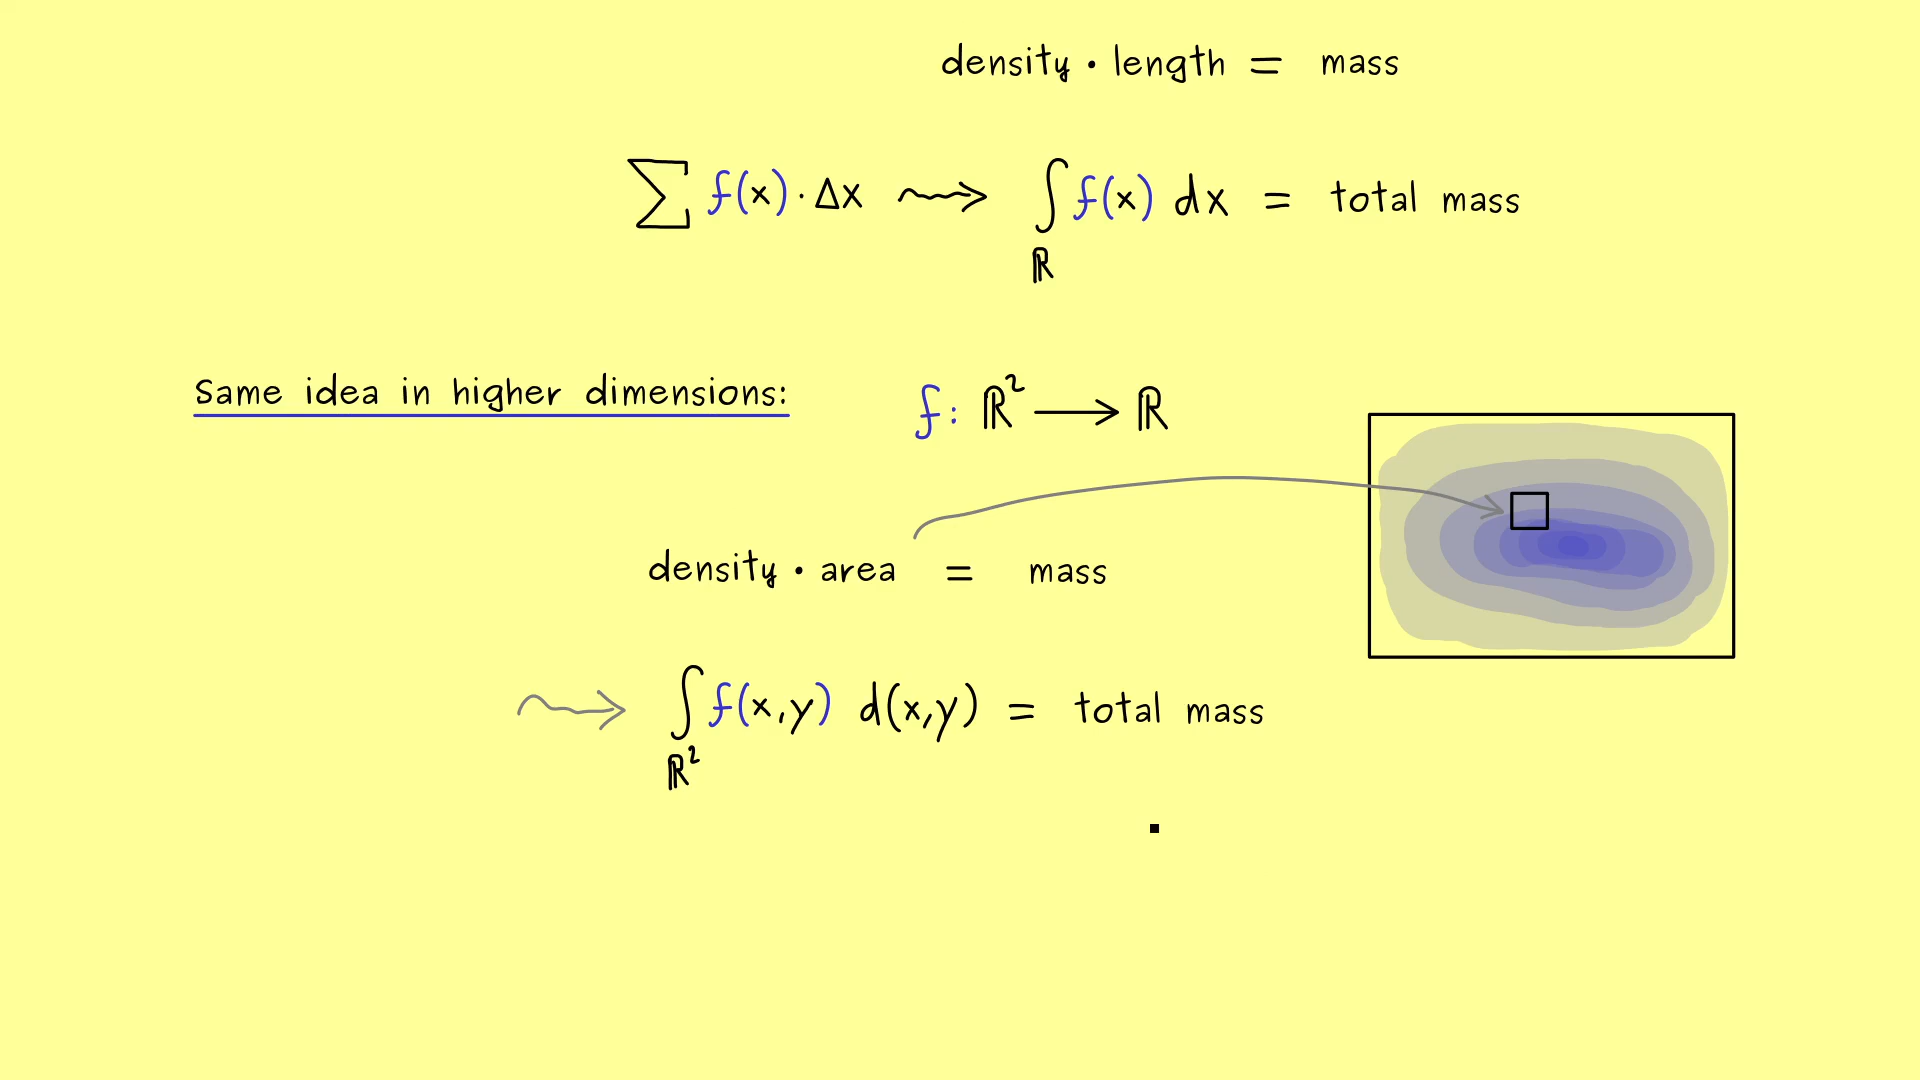 density · length = mass
∑ f(x) · Δx ⇝ ∫ℝ f(x) dx = total mass
Same idea in higher dimensions: f: ℝ² ⟶ ℝ
density · area = mass
⇝ ∫ℝ² f(x,y) d(x,y) = total mass